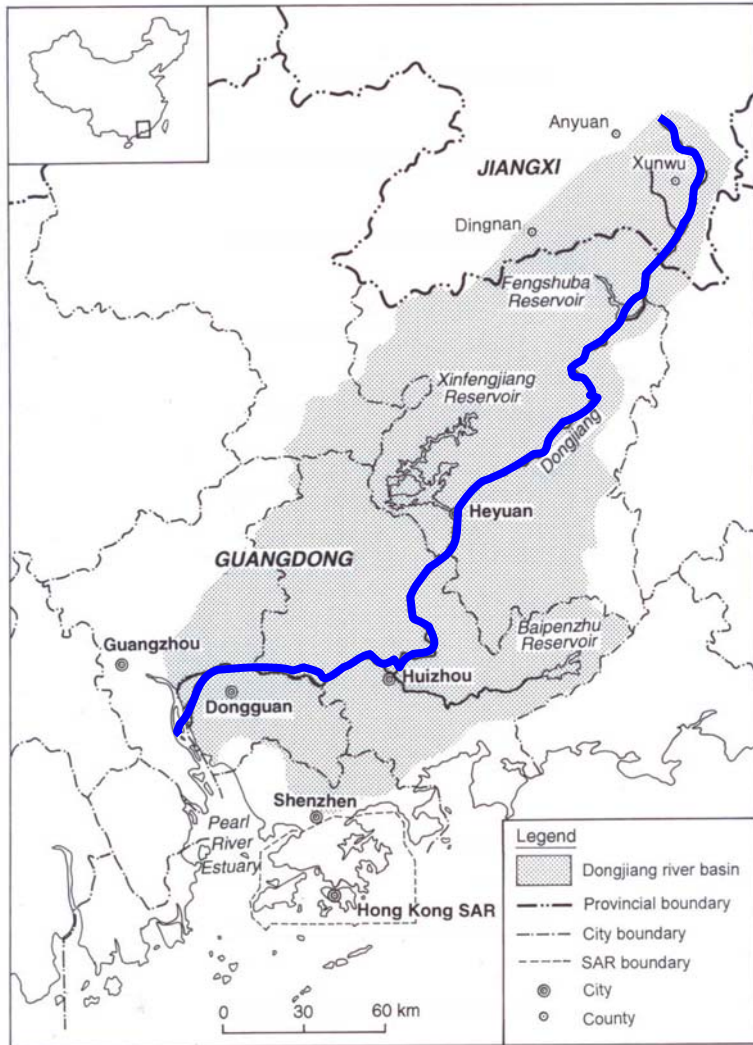 Anyuan
JIANGXI
Xunwu
Dingnan
Fengshuba
Reservoir
Xinfengjiang
Reservoir
Dongjiang
Heyuan
GUANGDONG
Baipenzhu
Reservoir
Guangzhou
Huizhou
Dongguan
Shenzhen
Pearl
River
Estuary
Hong Kong SAR
0 30 60 km
Legend
Dongjiang river basin
Provincial boundary
City boundary
SAR boundary
City
County